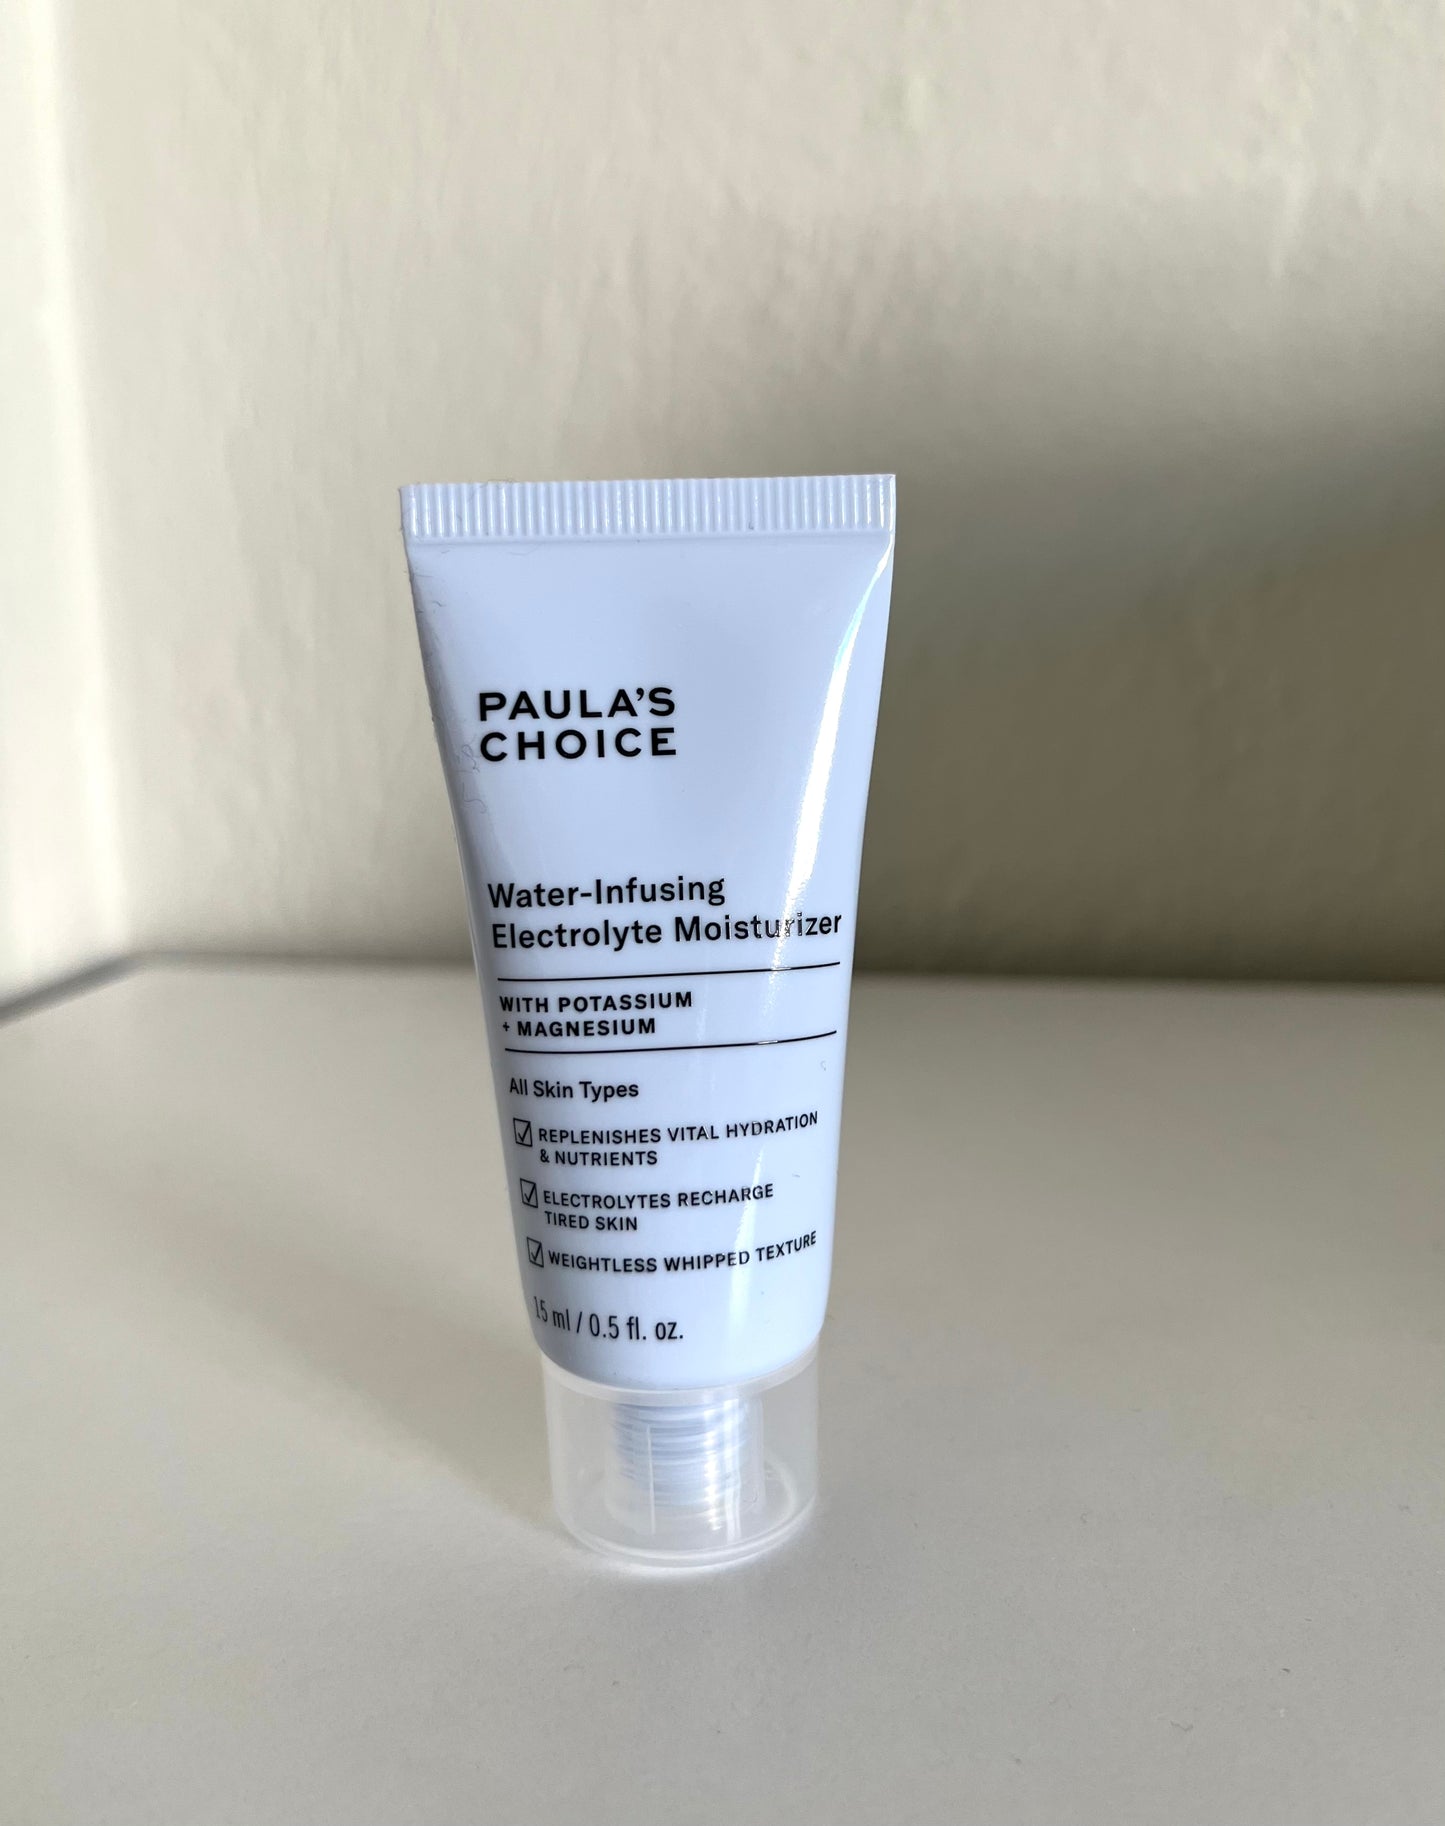 PAULA'S
CHOICE
Water-Infusing
Electrolyte Moisturizer
WITH POTASSIUM
+ MAGNESIUM
All Skin Types
REPLENISHES VITAL HYDRATION
& NUTRIENTS
ELECTROLYTES RECHARGE
TIRED SKIN
WEIGHTLESS WHIPPED TEXTURE
15 ml / 0.5 fl. oz.